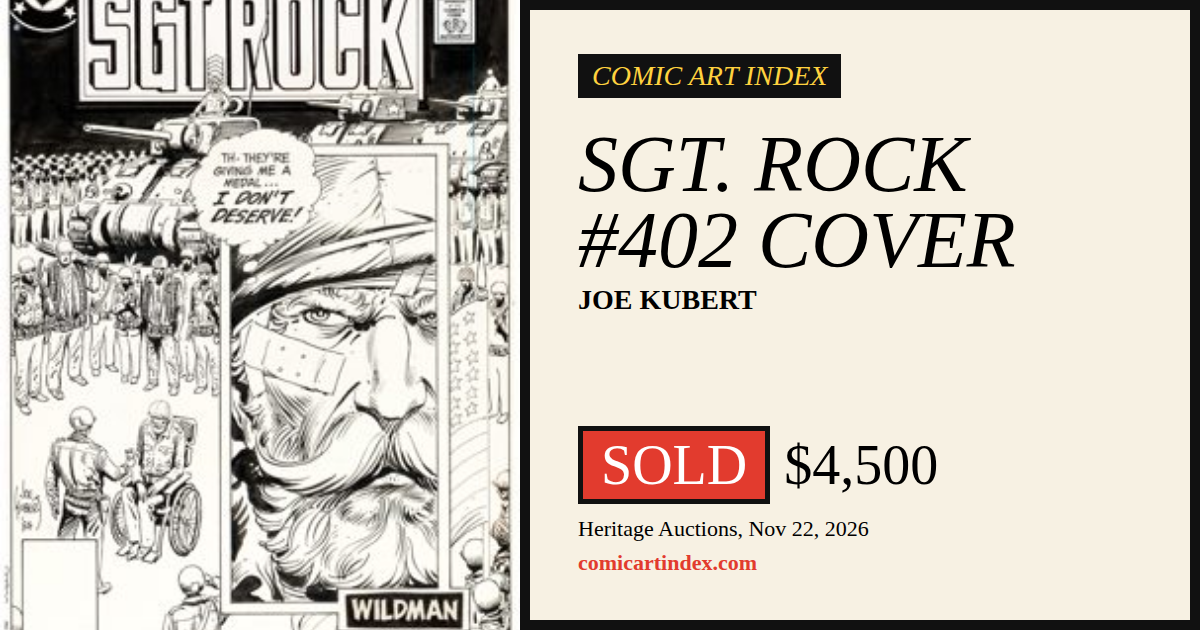 SGT ROCK
TH-THEY'RE
GIVING ME A
MEDAL...
I DON'T
DESERVE!
WILDMAN
COMIC ART INDEX
SGT. ROCK
#402 COVER
JOE KUBERT
SOLD $4,500
Heritage Auctions, Nov 22, 2026
comicartindex.com